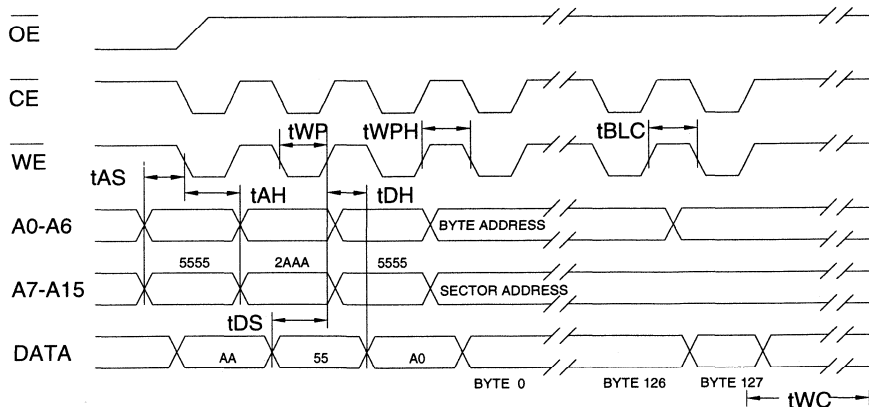 OE
CE
tWP tWPH tBLC
WE
tAS tAH tDH
A0-A6 BYTE ADDRESS
5555 2AAA 5555
A7-A15 SECTOR ADDRESS
tDS
DATA AA 55 A0
BYTE 0 BYTE 126 BYTE 127
tWC